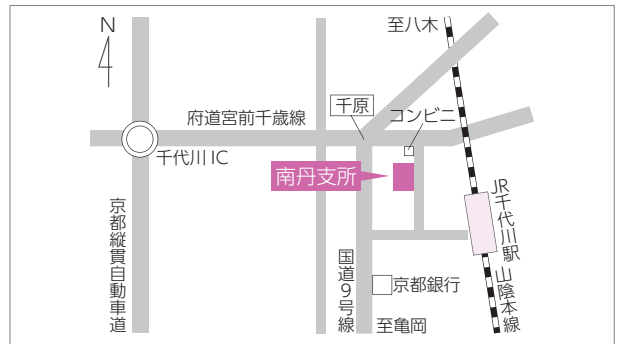 N
至八木
千原
コンビニ
府道宮前千歳線
千代川IC
南丹支所
JR千代川駅
京都縦貫自動車道
国道9号線
京都銀行
山陰本線
至亀岡